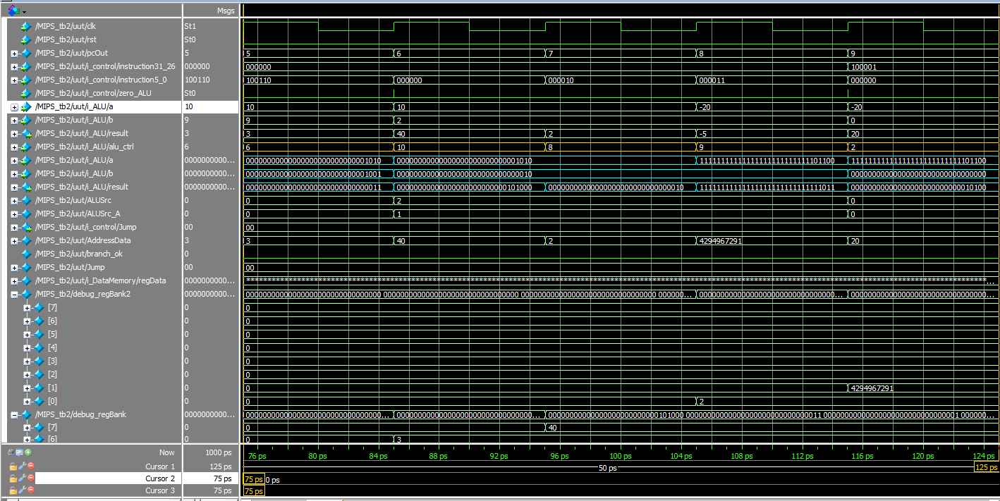 Msgs
/MIPS_tb2/uut/clk St1
/MIPS_tb2/uut/rst St0
/MIPS_tb2/uut/pcOut 5 5 6 7 8 9
/MIPS_tb2/uut/i_control/instruction31_26 000000 000000 100001
/MIPS_tb2/uut/i_control/instruction5_0 100110 100110 000000 000010 000011 000000
/MIPS_tb2/uut/i_control/zero_ALU St0
/MIPS_tb2/uut/i_ALU/a 10 10 10 -20 -20
/MIPS_tb2/uut/i_ALU/b 9 9 2 0
/MIPS_tb2/uut/i_ALU/result 3 3 40 2 -5 20
/MIPS_tb2/uut/i_ALU/alu_ctrl 6 6 10 8 9 2
/MIPS_tb2/uut/i_ALU/a 0000000000... 00000000000000000000000000001010 00000000000000000000000000001010 11111111111111111111111111101100 11111111111111111111111111101100
/MIPS_tb2/uut/i_ALU/b 0000000000... 00000000000000000000000000001001 00000000000000000000000000000010 00000000000000000000000000000000
/MIPS_tb2/uut/i_ALU/result 0000000000... 00000000000000000000000000000011 00000000000000000000000000101000 00000000000000000000000000000010 11111111111111111111111111111011 00000000000000000000000000010100
/MIPS_tb2/uut/ALUSrc 0 0 2 0
/MIPS_tb2/uut/ALUSrc_A 0 0 1 0
/MIPS_tb2/uut/i_control/Jump 00 00
/MIPS_tb2/uut/AddressData 3 3 40 2 4294967291 20
/MIPS_tb2/uut/branch_ok 0
/MIPS_tb2/uut/Jump 00 00
/MIPS_tb2/uut/i_DataMemory/regData 0000000000...
/MIPS_tb2/debug_regBank2 0000000000...
[7] 0 0
[6] 0 0
[5] 0 0
[4] 0 0
[3] 0 0
[2] 0 0
[1] 0 0 4294967291
[0] 0 0 2
/MIPS_tb2/debug_regBank 0000000000...
[7] 0 0 40
[6] 0 0 3
Now 1000 ps 76 ps 80 ps 84 ps 88 ps 92 ps 96 ps 100 ps 104 ps 108 ps 112 ps 116 ps 120 ps 124 ps
Cursor 1 125 ps 50 ps 125 ps
Cursor 2 75 ps 75 ps 0 ps
Cursor 3 75 ps 75 ps